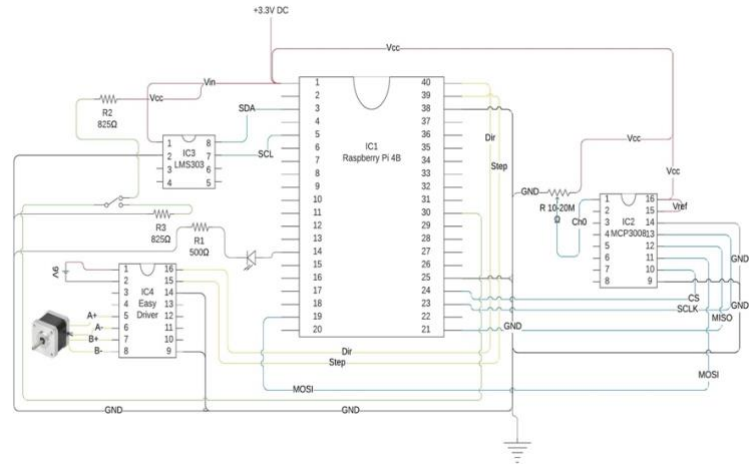 +3.3V DC
Vcc
Vin
Vcc
R2
825Ω
SDA
SCL
IC3
LMS303
1
2
3
4
8
7
6
5
IC1
Raspberry Pi 4B
1
2
3
4
5
6
7
8
9
10
11
12
13
14
15
16
17
18
19
20
40
39
38
37
36
35
34
33
32
31
30
29
28
27
26
25
24
23
22
21
Dir
Step
Vcc
Vcc
Vref
GND
R 10-20M
Ω
Ch0
IC2
MCP3008
1
2
3
4
5
6
7
8
16
15
14
13
12
11
10
9
GND
GND
CS
SCLK
MISO
GND
MOSI
R3
825Ω
R1
500Ω
9V
IC4
Easy
Driver
1
2
3
4
5
6
7
8
16
15
14
13
12
11
10
9
A+
A-
B+
B-
Dir
Step
MOSI
GND
GND